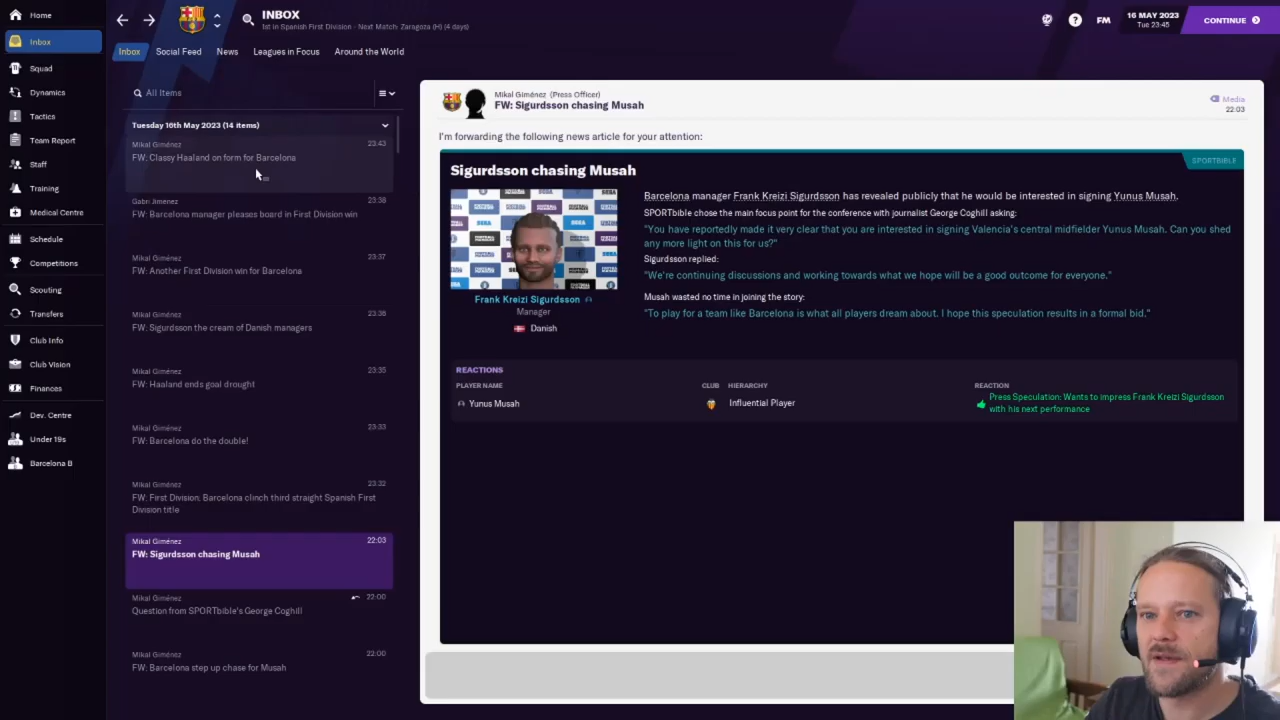 Home
Inbox
Squad
Dynamics
Tactics
Team Report
Staff
Training
Medical Centre
Schedule
Competitions
Scouting
Transfers
Club Info
Club Vision
Finances
Dev. Centre
Under 19s
Barcelona B
INBOX
1st in Spanish First Division - Next Match: Zaragoza (H) (4 days)
FM
16 MAY 2023
Tue 23:45
CONTINUE
Inbox Social Feed News Leagues in Focus Around the World
All Items
Tuesday 16th May 2023 (14 items)
Mikal Giménez 23:43
FW: Classy Haaland on form for Barcelona
Gabri Jimenez 23:38
FW: Barcelona manager pleases board in First Division win
Mikal Giménez 23:37
FW: Another First Division win for Barcelona
Mikal Giménez 23:36
FW: Sigurdsson the cream of Danish managers
Mikal Giménez 23:35
FW: Haaland ends goal drought
Mikal Giménez 23:33
FW: Barcelona do the double!
Mikal Giménez 23:32
FW: First Division: Barcelona clinch third straight Spanish First
Division title
Mikal Giménez 22:03
FW: Sigurdsson chasing Musah
Mikal Giménez 22:00
Question from SPORTbible's George Coghill
Mikal Giménez 22:00
FW: Barcelona step up chase for Musah
Mikal Giménez (Press Officer)
FW: Sigurdsson chasing Musah
Media
22:03
I'm forwarding the following news article for your attention:
SPORTBIBLE
Sigurdsson chasing Musah
SEGA
Frank Kreizi Sigurdsson
Manager
Danish
Barcelona manager Frank Kreizi Sigurdsson has revealed publicly that he would be interested in signing Yunus Musah.
SPORTbible chose the main focus point for the conference with journalist George Coghill asking:
"You have reportedly made it very clear that you are interested in signing Valencia's central midfielder Yunus Musah. Can you shed
any more light on this for us?"
Sigurdsson replied:
"We're continuing discussions and working towards what we hope will be a good outcome for everyone."
Musah wasted no time in joining the story:
"To play for a team like Barcelona is what all players dream about. I hope this speculation results in a formal bid."
REACTIONS
PLAYER NAME CLUB HIERARCHY REACTION
Yunus Musah Influential Player Press Speculation: Wants to impress Frank Kreizi Sigurdsson
with his next performance